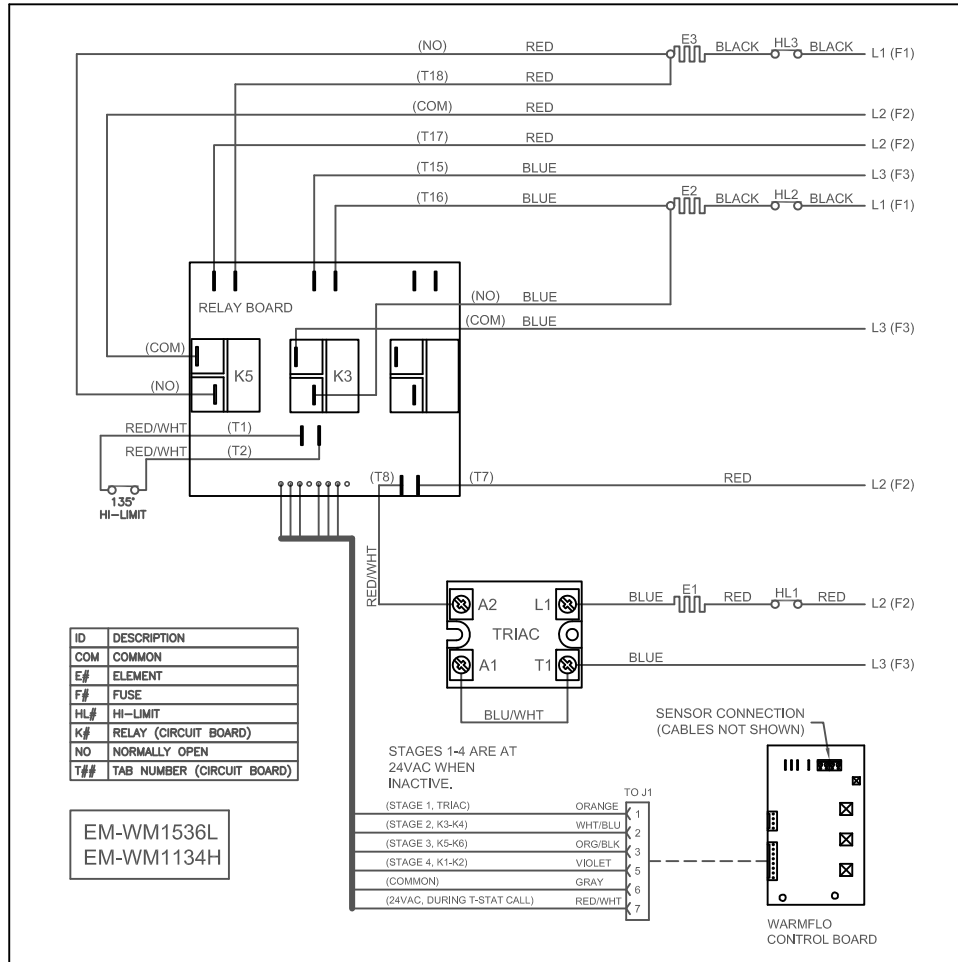 (NO) RED E3 BLACK HL3 BLACK L1 (F1)
(T18) RED
(COM) RED L2 (F2)
(T17) RED L2 (F2)
(T15) BLUE L3 (F3)
(T16) BLUE E2 BLACK HL2 BLACK L1 (F1)
RELAY BOARD
(NO) BLUE
(COM) BLUE L3 (F3)
(COM)
K5 K3
(NO)
RED/WHT (T1)
RED/WHT (T2)
(T8) (T7) RED L2 (F2)
135°
HI-LIMIT
RED/WHT
A2 L1 BLUE E1 RED HL1 RED L2 (F2)
TRIAC
A1 T1 BLUE L3 (F3)
BLU/WHT
ID DESCRIPTION
COM COMMON
E# ELEMENT
F# FUSE
HL# HI-LIMIT
K# RELAY (CIRCUIT BOARD)
NO NORMALLY OPEN
T## TAB NUMBER (CIRCUIT BOARD)
EM-WM1536L
EM-WM1134H
STAGES 1-4 ARE AT
24VAC WHEN
INACTIVE.
SENSOR CONNECTION
(CABLES NOT SHOWN)
TO J1
(STAGE 1, TRIAC) ORANGE 1
(STAGE 2, K3-K4) WHT/BLU 2
(STAGE 3, K5-K6) ORG/BLK 3
(STAGE 4, K1-K2) VIOLET 5
(COMMON) GRAY 6
(24VAC, DURING T-STAT CALL) RED/WHT 7
WARMFLO
CONTROL BOARD